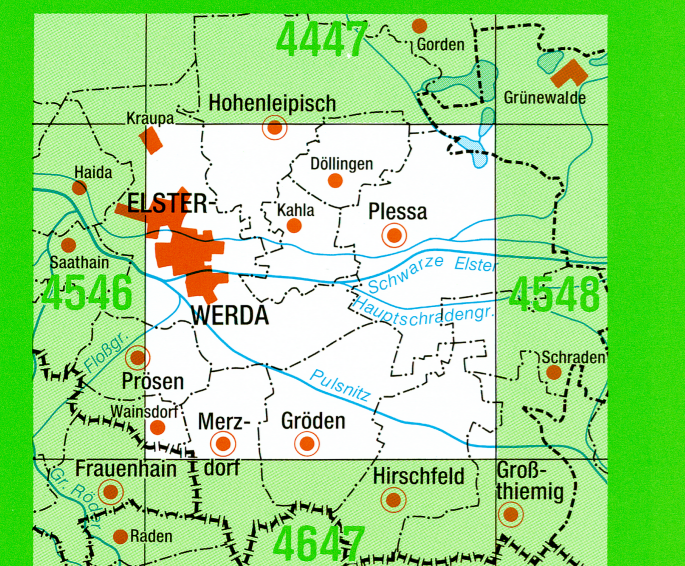 4447
Gorden
Grünewalde
Hohenleipisch
Kraupa
Döllingen
Haida
ELSTER-
Kahla
Plessa
Saathain
Schwarze Elster
4546
4548
Hauptschradengr.
WERDA
Floßgr.
Schraden
Prösen
Pulsnitz
Wainsdorf
Merz-
dorf
Gröden
Frauenhain
Hirschfeld
Groß-
thiemig
Gr. Röder
Raden
4647